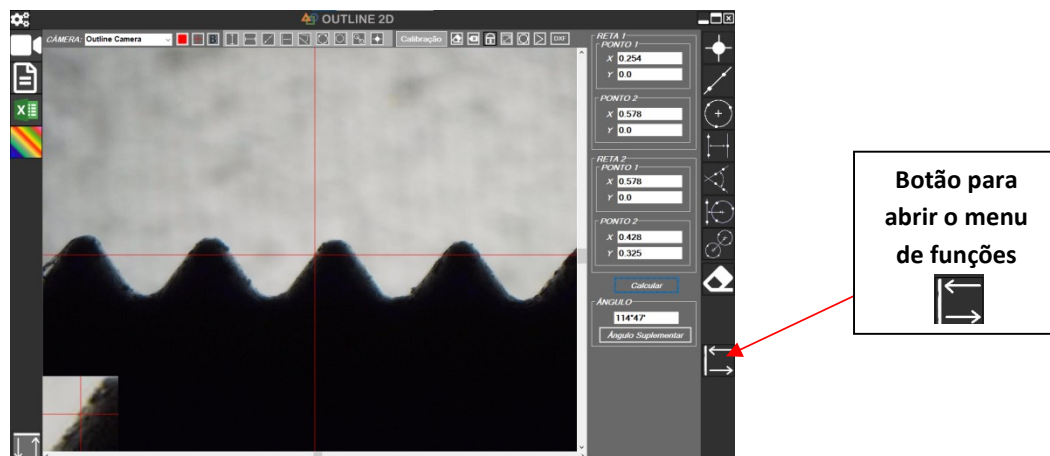 OUTLINE 2D
CÂMERA: Outline Camera
B
Calibração
DXF
RETA 1
PONTO 1
X 0.254
Y 0.0
PONTO 2
X 0.578
Y 0.0
RETA 2
PONTO 1
X 0.578
Y 0.0
PONTO 2
X 0.428
Y 0.325
Calcular
ÂNGULO
114°47'
Ângulo Suplementar
Botão para
abrir o menu
de funções